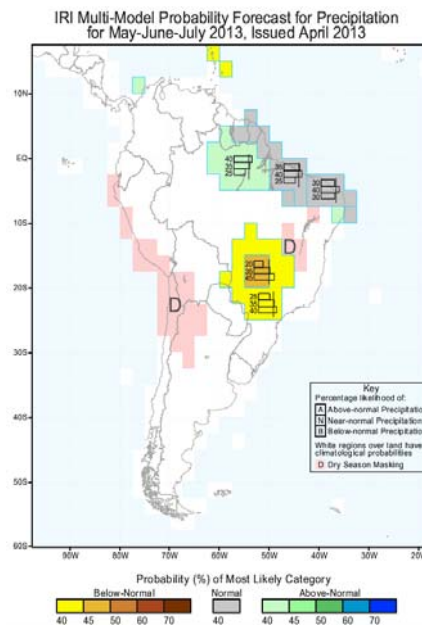 IRI Multi-Model Probability Forecast for Precipitation
for May-June-July 2013, Issued April 2013
10N
EQ
10S
D
20S
D
30S
Key
Percentage likelihood of:
A Above-normal Precipitation
N Near-normal Precipitation
B Below-normal Precipitation
White regions over land have
climatological probabilities
D Dry Season Masking
40S
50S
60S
90W 80W 70W 60W 50W 40W 30W
Probability (%) of Most Likely Category
Below-Normal Normal Above-Normal
40 45 50 60 70 40 40 45 50 60 70